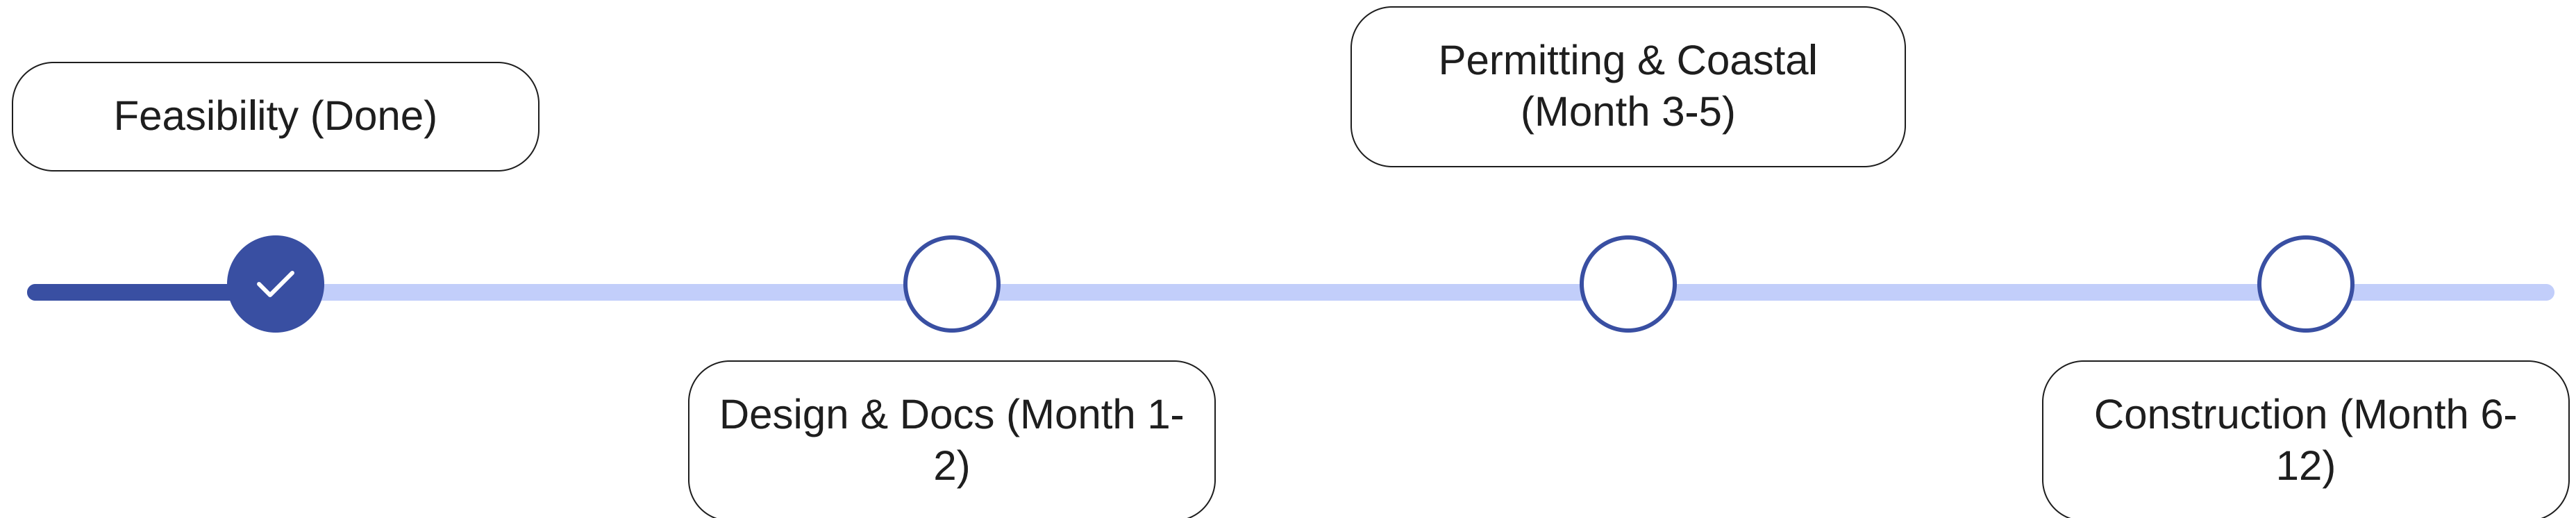 Feasibility (Done)
Design & Docs (Month 1-
2)
Permitting & Coastal
(Month 3-5)
Construction (Month 6-
12)